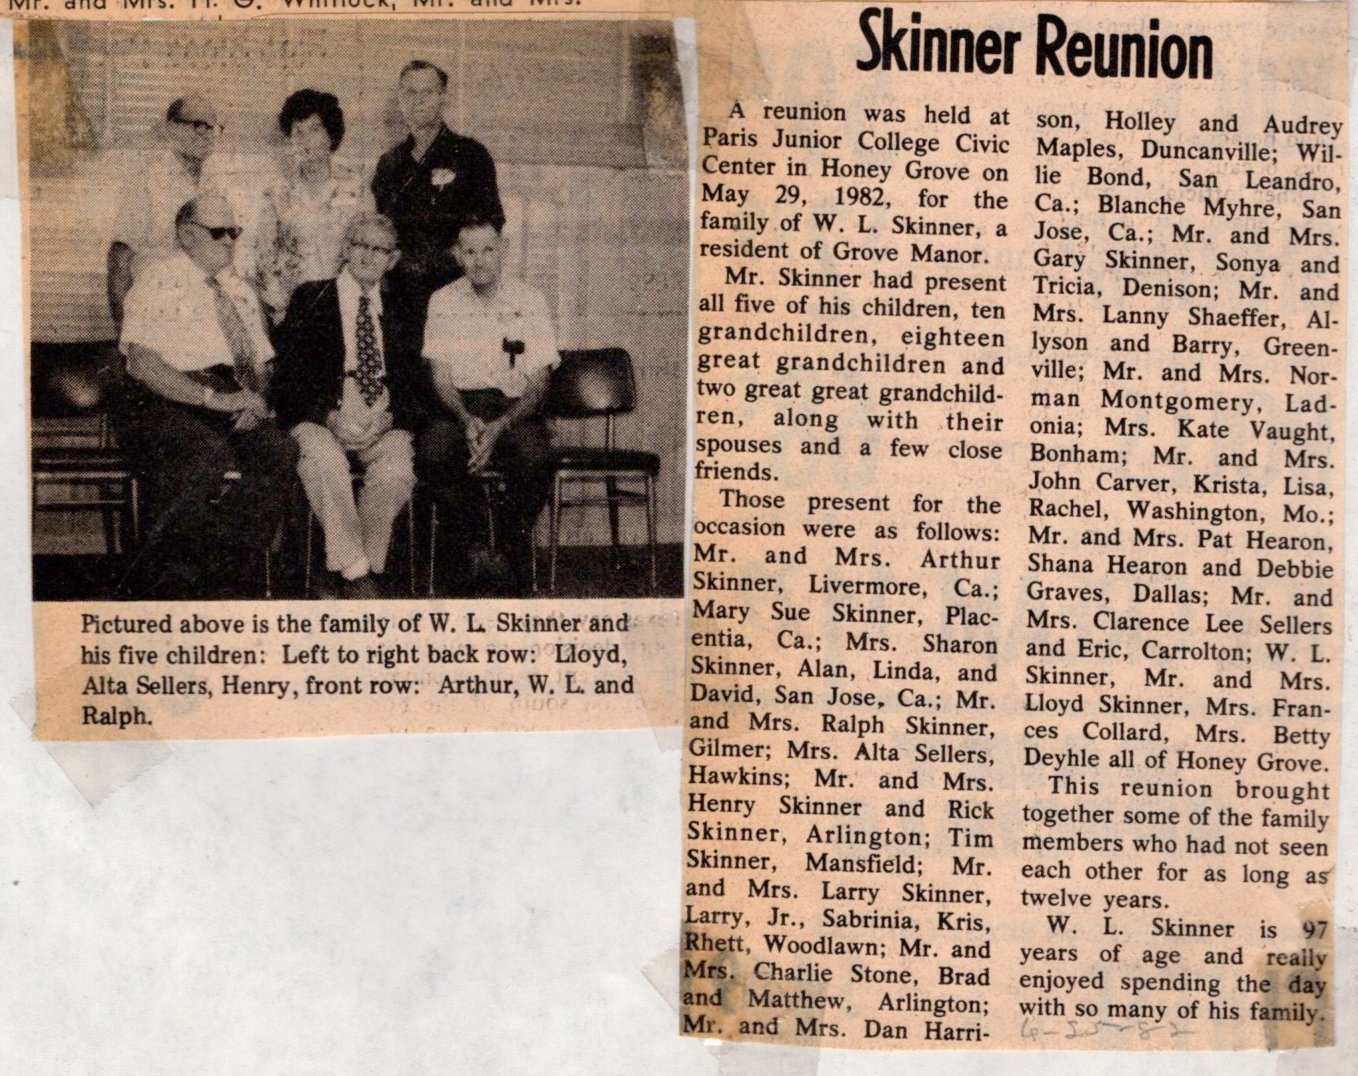 Mr. and Mrs. H. G. Whitlock, Mr. and Mrs.
Pictured above is the family of W. L. Skinner and
his five children: Left to right back row: Lloyd,
Alta Sellers, Henry, front row: Arthur, W. L. and
Ralph.
Skinner Reunion
A reunion was held at
Paris Junior College Civic
Center in Honey Grove on
May 29, 1982, for the
family of W. L. Skinner, a
resident of Grove Manor.
Mr. Skinner had present
all five of his children, ten
grandchildren, eighteen
great grandchildren and
two great great grandchild-
ren, along with their
spouses and a few close
friends.
Those present for the
occasion were as follows:
Mr. and Mrs. Arthur
Skinner, Livermore, Ca.;
Mary Sue Skinner, Plac-
entia, Ca.; Mrs. Sharon
Skinner, Alan, Linda, and
David, San Jose, Ca.; Mr.
and Mrs. Ralph Skinner,
Gilmer; Mrs. Alta Sellers,
Hawkins; Mr. and Mrs.
Henry Skinner and Rick
Skinner, Arlington; Tim
Skinner, Mansfield; Mr.
and Mrs. Larry Skinner,
Larry, Jr., Sabrinia, Kris,
Rhett, Woodlawn; Mr. and
Mrs. Charlie Stone, Brad
and Matthew, Arlington;
Mr. and Mrs. Dan Harri-
son, Holley and Audrey
Maples, Duncanville; Wil-
lie Bond, San Leandro,
Ca.; Blanche Myhre, San
Jose, Ca.; Mr. and Mrs.
Gary Skinner, Sonya and
Tricia, Denison; Mr. and
Mrs. Lanny Shaeffer, Al-
lyson and Barry, Green-
ville; Mr. and Mrs. Nor-
man Montgomery, Lad-
onia; Mrs. Kate Vaught,
Bonham; Mr. and Mrs.
John Carver, Krista, Lisa,
Rachel, Washington, Mo.;
Mr. and Mrs. Pat Hearon,
Shana Hearon and Debbie
Graves, Dallas; Mr. and
Mrs. Clarence Lee Sellers
and Eric, Carrolton; W. L.
Skinner, Mr. and Mrs.
Lloyd Skinner, Mrs. Fran-
ces Collard, Mrs. Betty
Deyhle all of Honey Grove.
This reunion brought
together some of the family
members who had not seen
each other for as long as
twelve years.
W. L. Skinner is 97
years of age and really
enjoyed spending the day
with so many of his family.
6-25-82